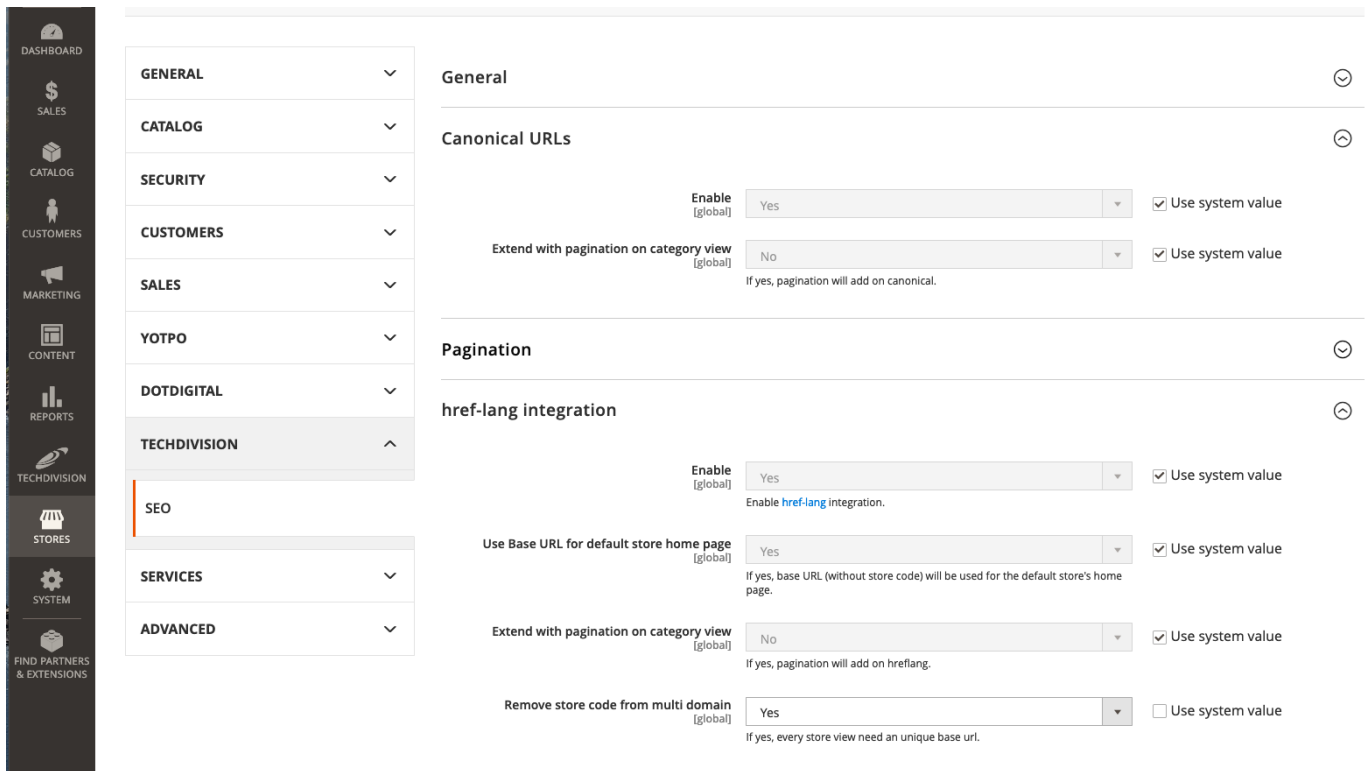 DASHBOARD
SALES
CATALOG
CUSTOMERS
MARKETING
CONTENT
REPORTS
TECHDIVISION
STORES
SYSTEM
FIND PARTNERS
& EXTENSIONS
GENERAL
CATALOG
SECURITY
CUSTOMERS
SALES
YOTPO
DOTDIGITAL
TECHDIVISION
SEO
SERVICES
ADVANCED
General
Canonical URLs
Enable
[global]
Yes
Use system value
Extend with pagination on category view
[global]
No
Use system value
If yes, pagination will add on canonical.
Pagination
href-lang integration
Enable
[global]
Yes
Use system value
Enable href-lang integration.
Use Base URL for default store home page
[global]
Yes
Use system value
If yes, base URL (without store code) will be used for the default store's home
page.
Extend with pagination on category view
[global]
No
Use system value
If yes, pagination will add on hreflang.
Remove store code from multi domain
[global]
Yes
Use system value
If yes, every store view need an unique base url.